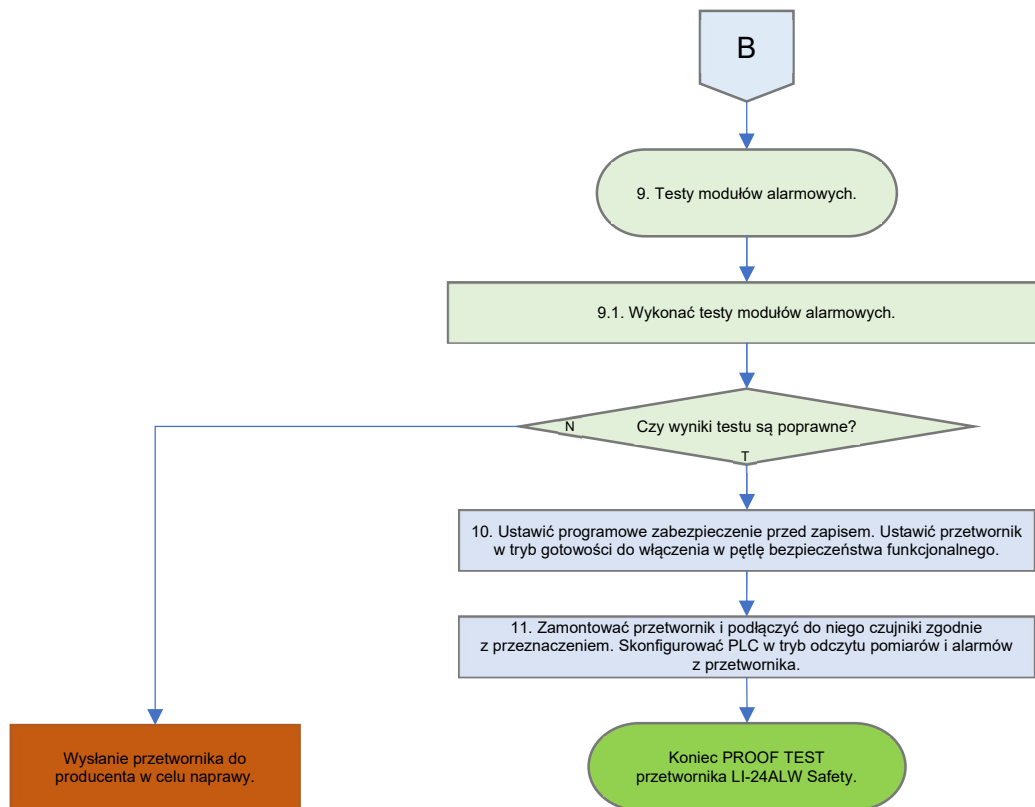 B
9. Testy modułów alarmowych.
9.1. Wykonać testy modułów alarmowych.
N
Czy wyniki testu są poprawne?
T
10. Ustawić programowe zabezpieczenie przed zapisem. Ustawić przetwornik
w tryb gotowości do włączenia w pętlę bezpieczeństwa funkcjonalnego.
11. Zamontować przetwornik i podłączyć do niego czujniki zgodnie
z przeznaczeniem. Skonfigurować PLC w tryb odczytu pomiarów i alarmów
z przetwornika.
Wysłanie przetwornika do
producenta w celu naprawy.
Koniec PROOF TEST
przetwornika LI-24ALW Safety.